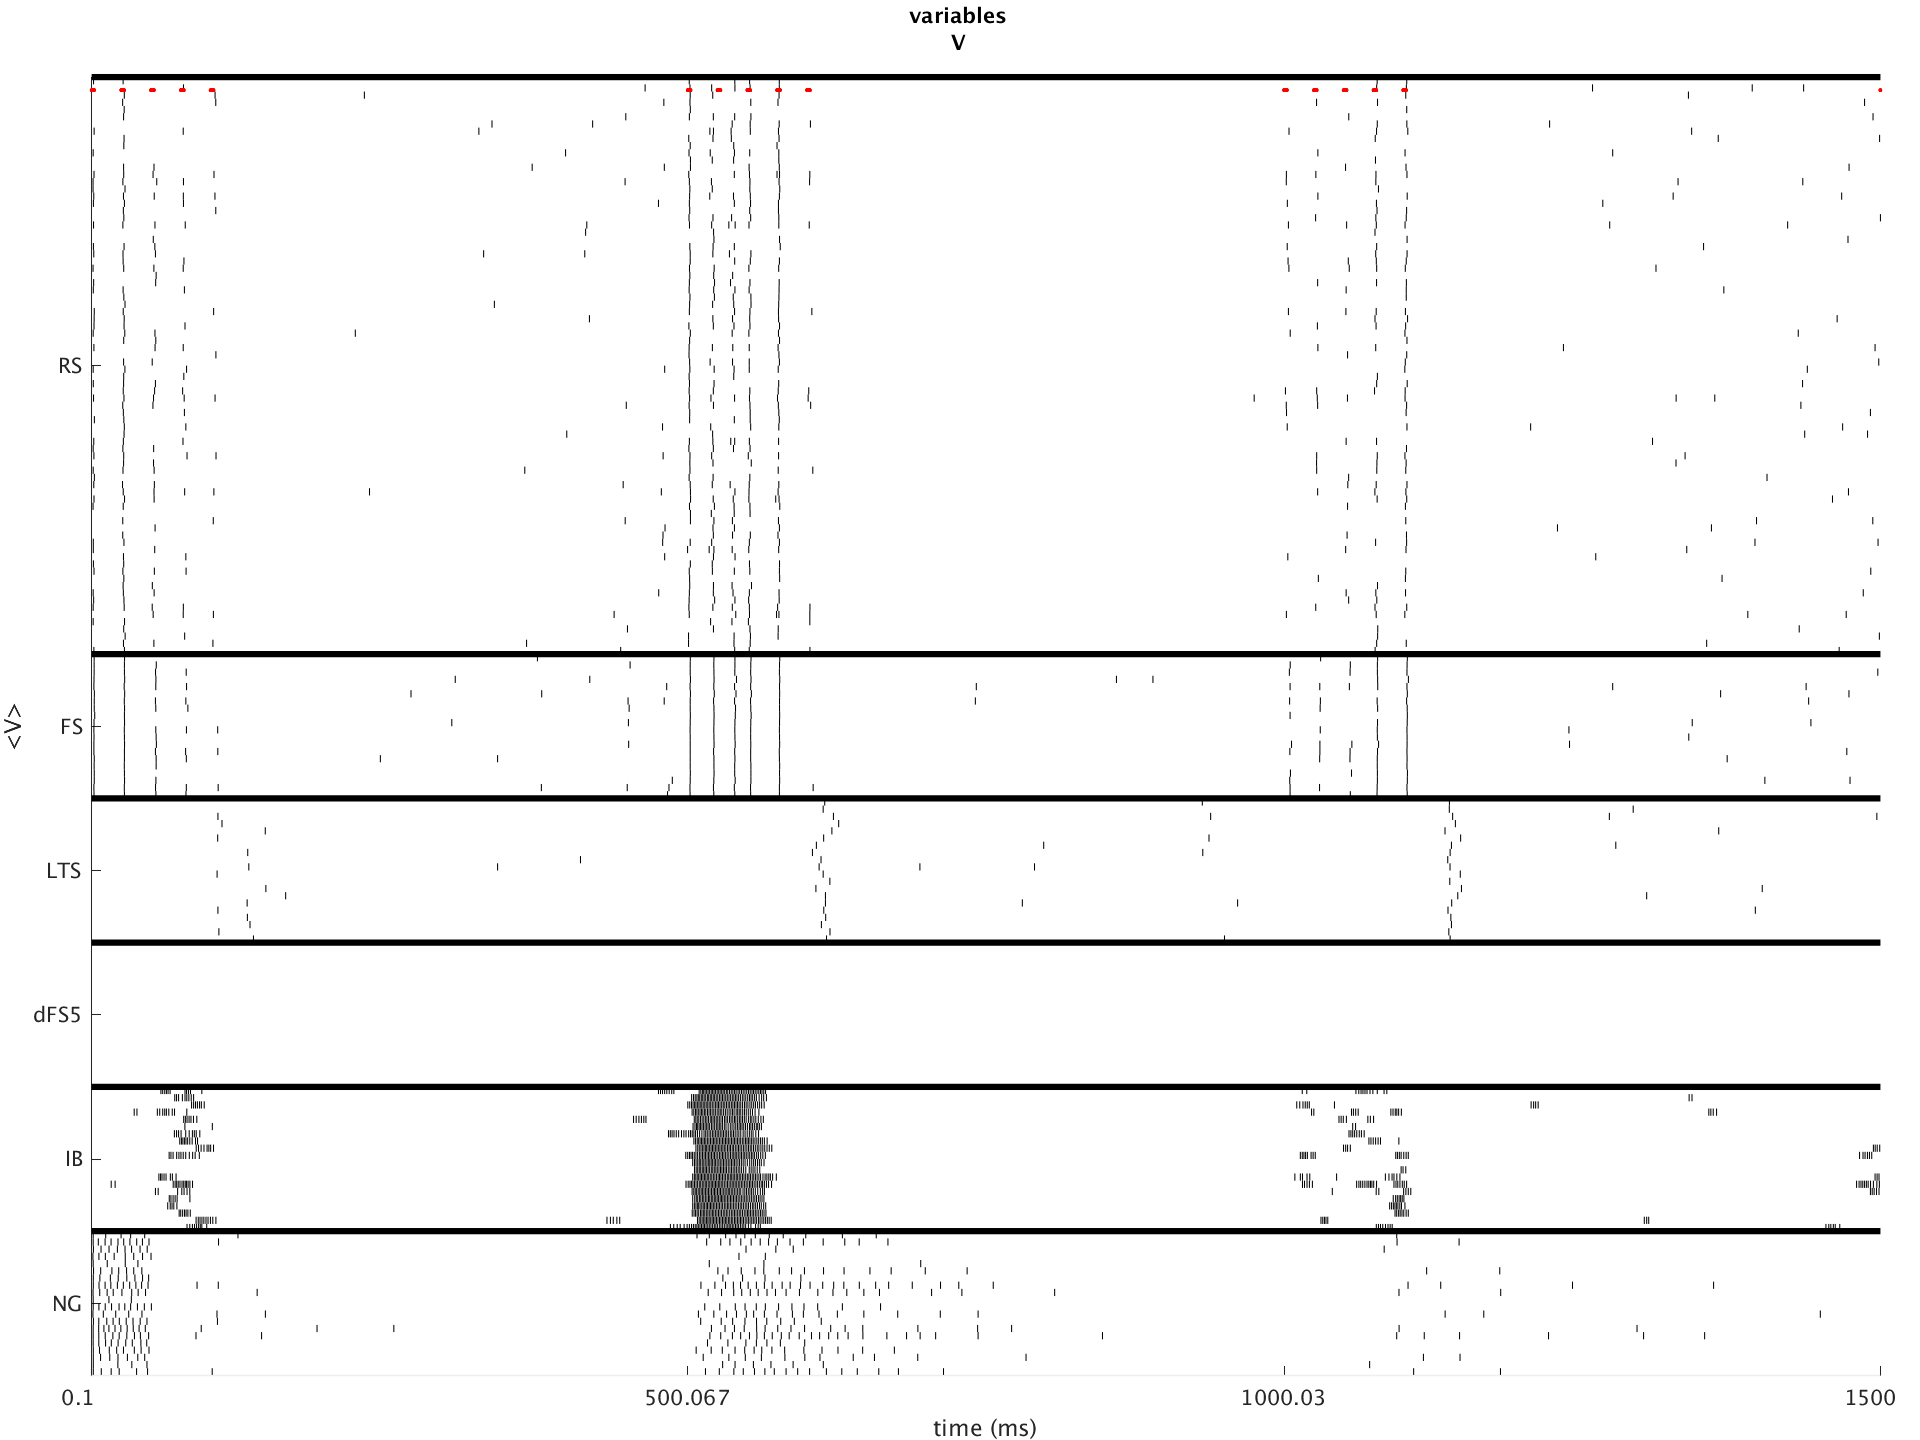 variables
V
RS
FS
<V>
LTS
dFS5
IB
NG
0.1
500.067
1000.03
1500
time (ms)